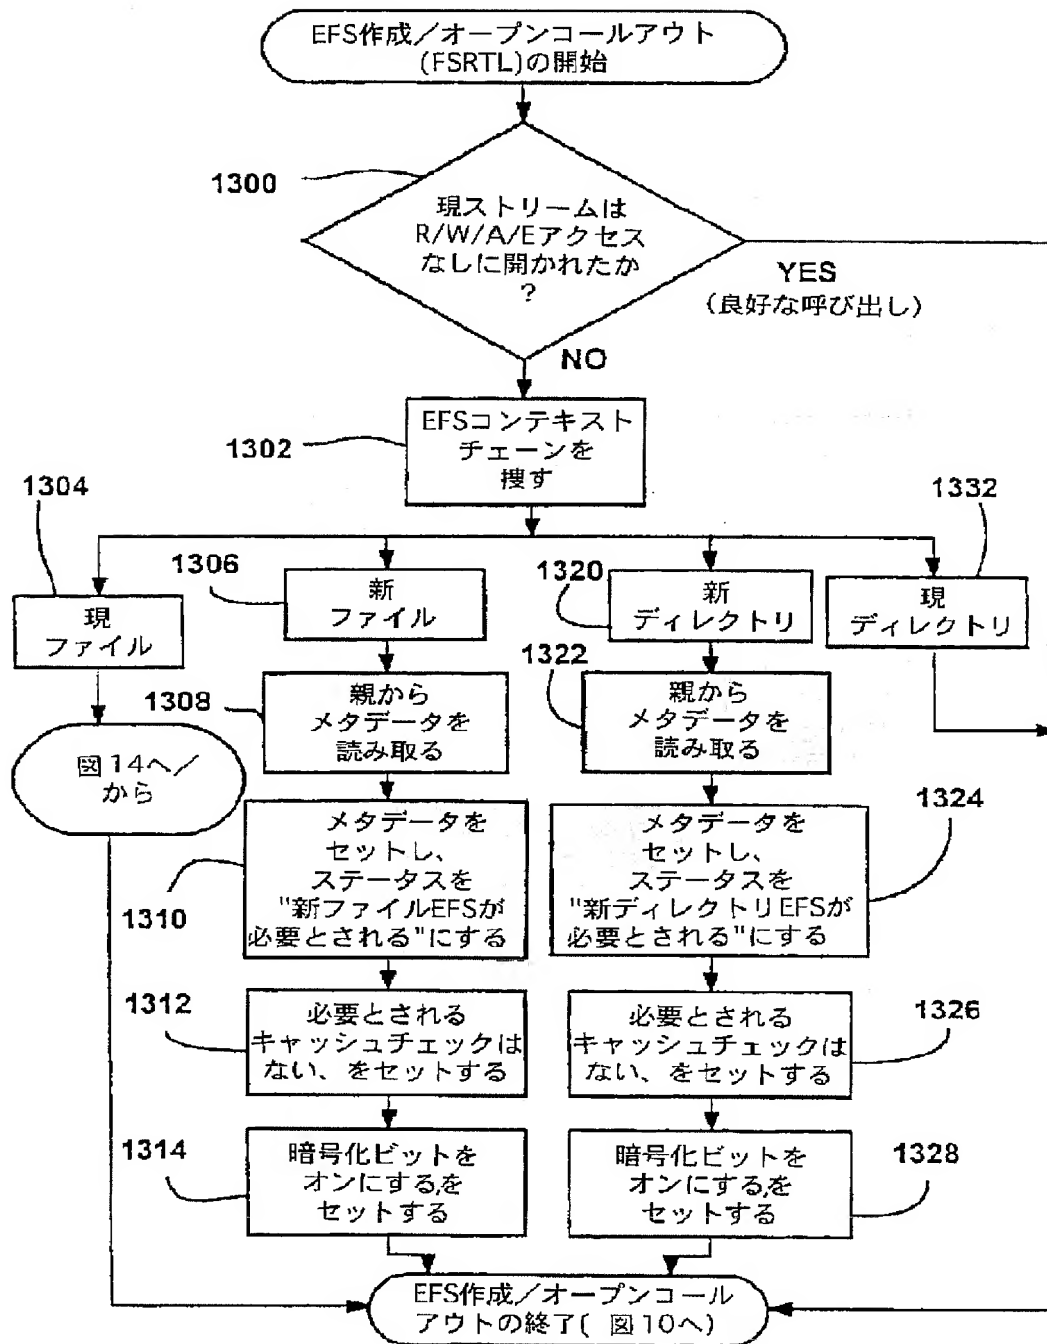 EFS作成／オープンコールアウト
(FSRTL)の開始
1300
現ストリームは
R/W/A/Eアクセス
なしに開かれたか
?
YES
(良好な呼び出し)
NO
1302
EFSコンテキスト
チェーンを
捜す
1304
現
ファイル
1306
新
ファイル
1320
新
ディレクトリ
1332
現
ディレクトリ
図14へ／
から
1308
親から
メタデータを
読み取る
1322
親から
メタデータを
読み取る
1310
メタデータを
セットし、
ステータスを
"新ファイルEFSが
必要とされる"にする
1324
メタデータを
セットし、
ステータスを
"新ディレクトリEFSが
必要とされる"にする
1312
必要とされる
キャッシュチェックは
ない、をセットする
1326
必要とされる
キャッシュチェックは
ない、をセットする
1314
暗号化ビットを
オンにする,を
セットする
1328
暗号化ビットを
オンにする,を
セットする
EFS作成／オープンコール
アウトの終了( 図10へ)